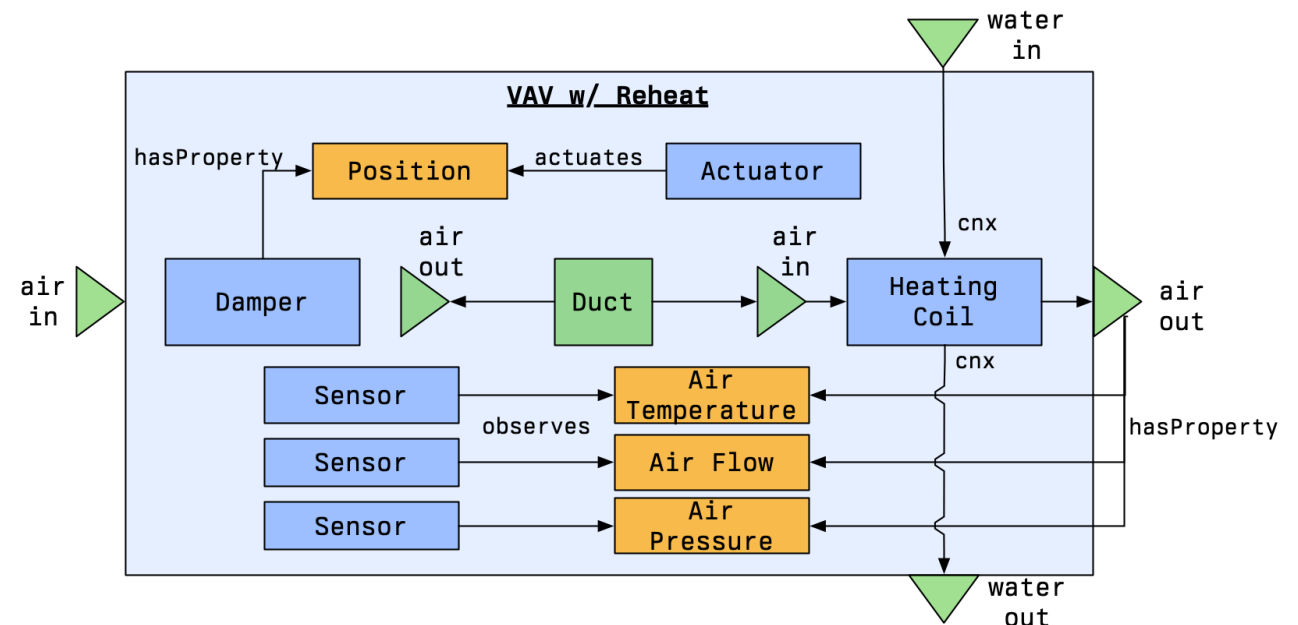 water
in
VAV w/ Reheat
hasProperty
Position
actuates
Actuator
cnx
air
out
air
in
air
in
Damper
Duct
Heating
Coil
air
out
cnx
Sensor
Air
Temperature
observes
hasProperty
Sensor
Air Flow
Sensor
Air
Pressure
water
out